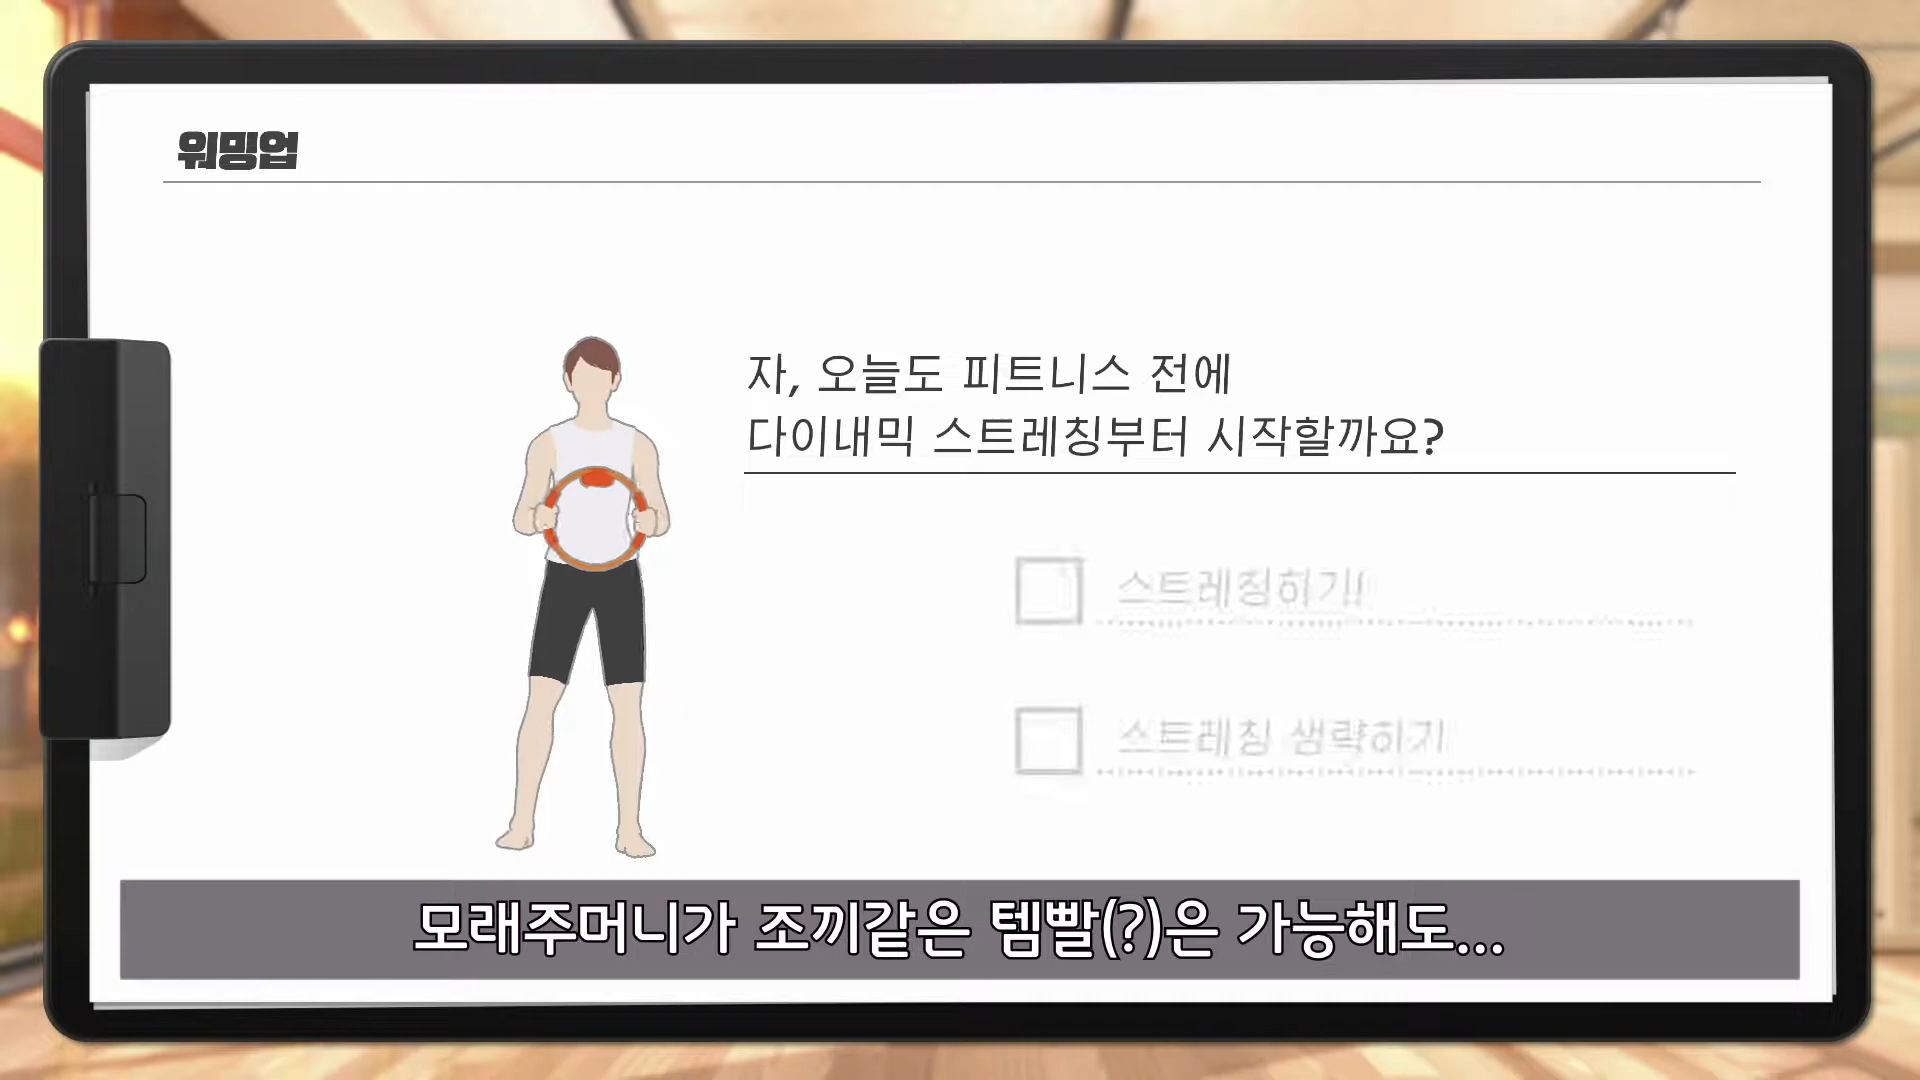 워밍업
자, 오늘도 피트니스 전에
다이내믹 스트레칭부터 시작할까요?
스트레칭하기!
스트레칭 생략하기
모래주머니가 조끼같은 템빨(?)은 가능해도...